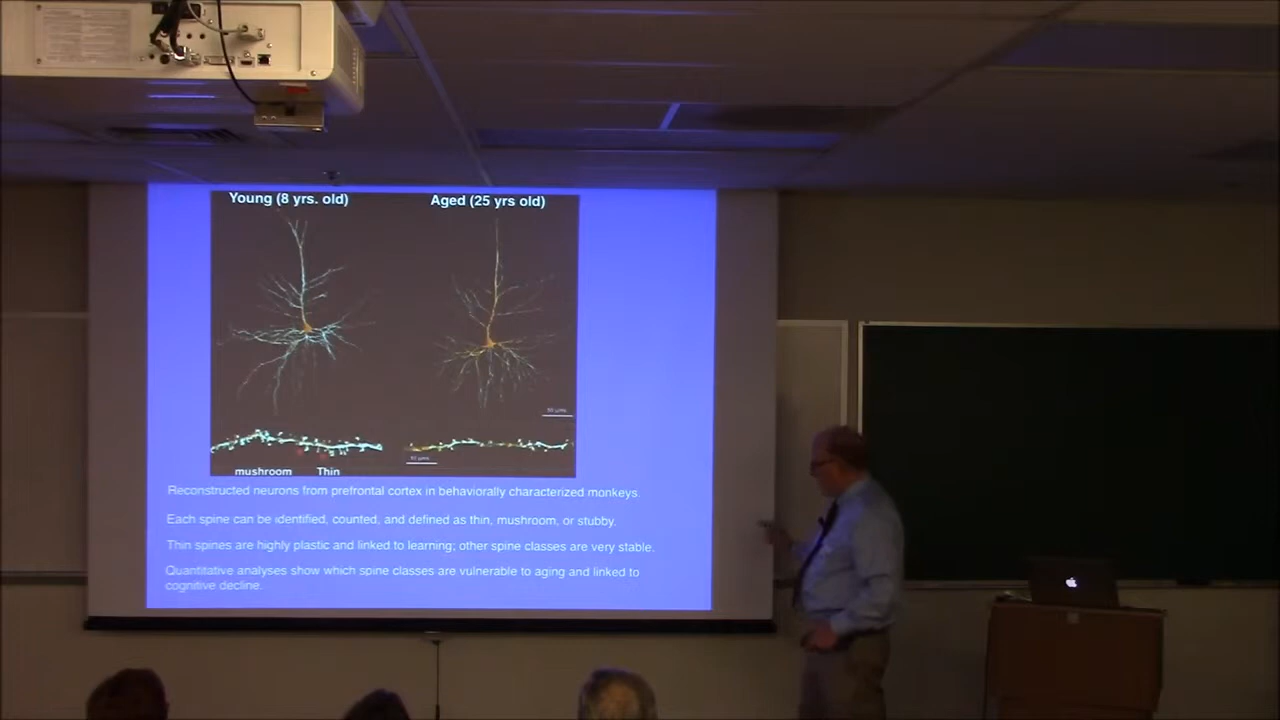 Young (8 yrs. old) Aged (25 yrs old)
mushroom Thin
Reconstructed neurons from prefrontal cortex in behaviorally characterized monkeys.
Each spine can be identified, counted, and defined as thin, mushroom, or stubby.
Thin spines are highly plastic and linked to learning; other spine classes are very stable.
Quantitative analyses show which spine classes are vulnerable to aging and linked to
cognitive decline.